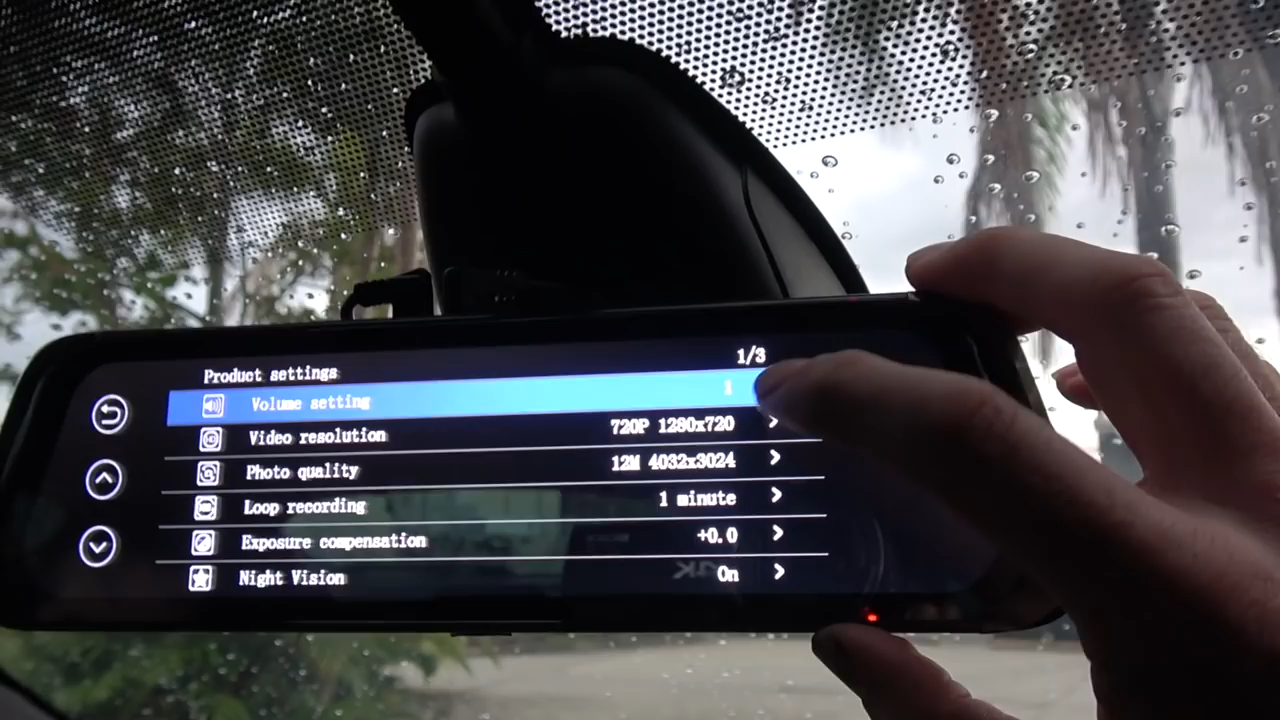 1/3
Product settings
Volume setting 1
Video resolution 720P 1280x720
Photo quality 12M 4032x3024
Loop recording 1 minute
Exposure compensation +0.0
Night Vision On